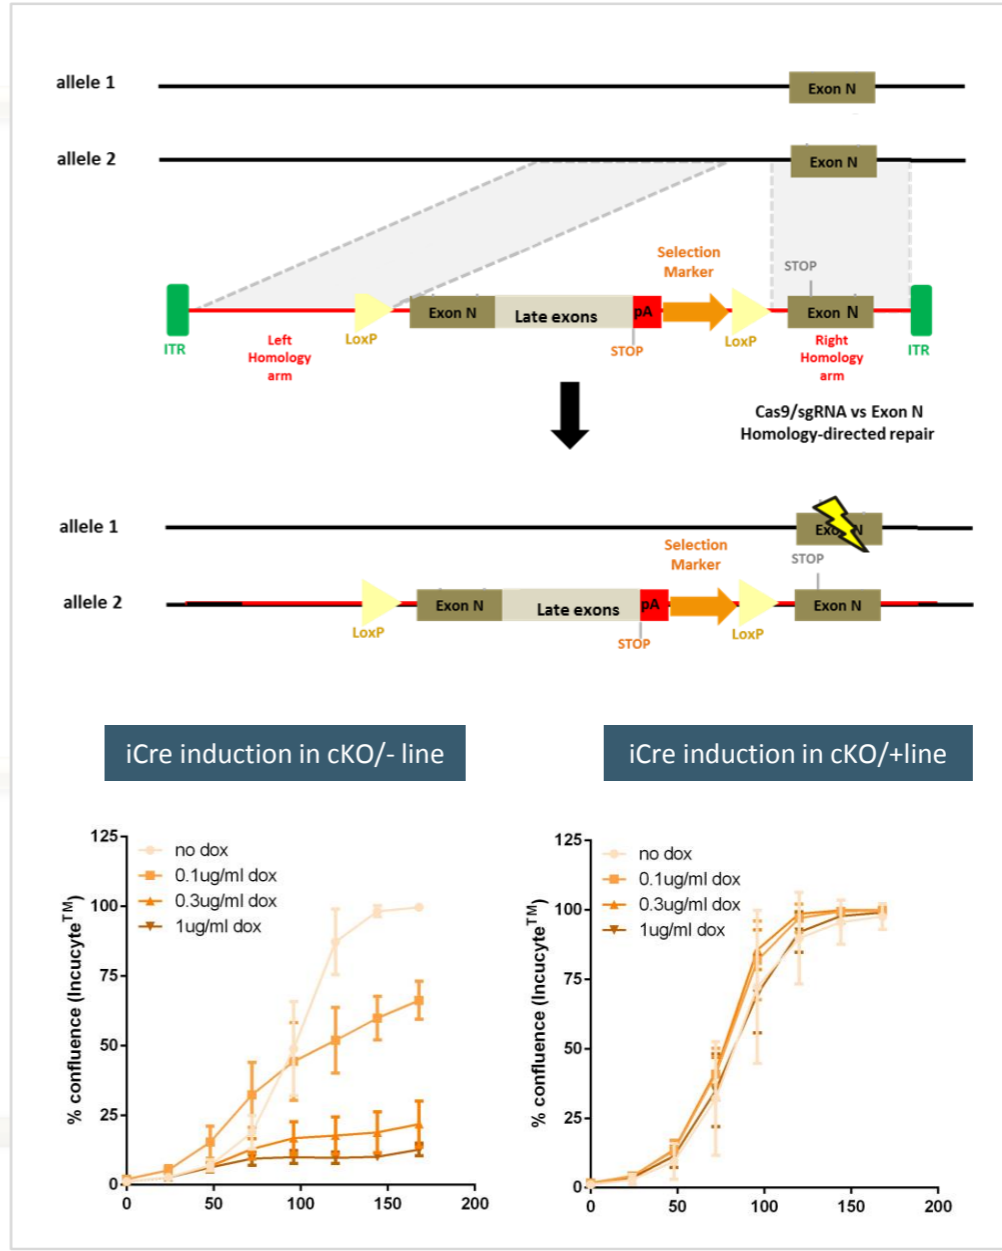 allele 1
Exon N
allele 2
Exon N
Selection
Marker
STOP
Exon N
Late exons
pA
Exon N
ITR
Left
Homology
arm
LoxP
STOP
LoxP
Right
Homology
arm
ITR
Cas9/sgRNA vs Exon N
Homology-directed repair
allele 1
Exon N
Selection
Marker
STOP
allele 2
Exon N
Late exons
pA
Exon N
LoxP
STOP
LoxP
iCre induction in cKO/- line
iCre induction in cKO/+line
% confluence (Incucyte™)
125
100
75
50
25
0
no dox
0.1ug/ml dox
0.3ug/ml dox
1ug/ml dox
0 50 100 150 200
% confluence (Incucyte™)
125
100
75
50
25
0
no dox
0.1ug/ml dox
0.3ug/ml dox
1ug/ml dox
0 50 100 150 200